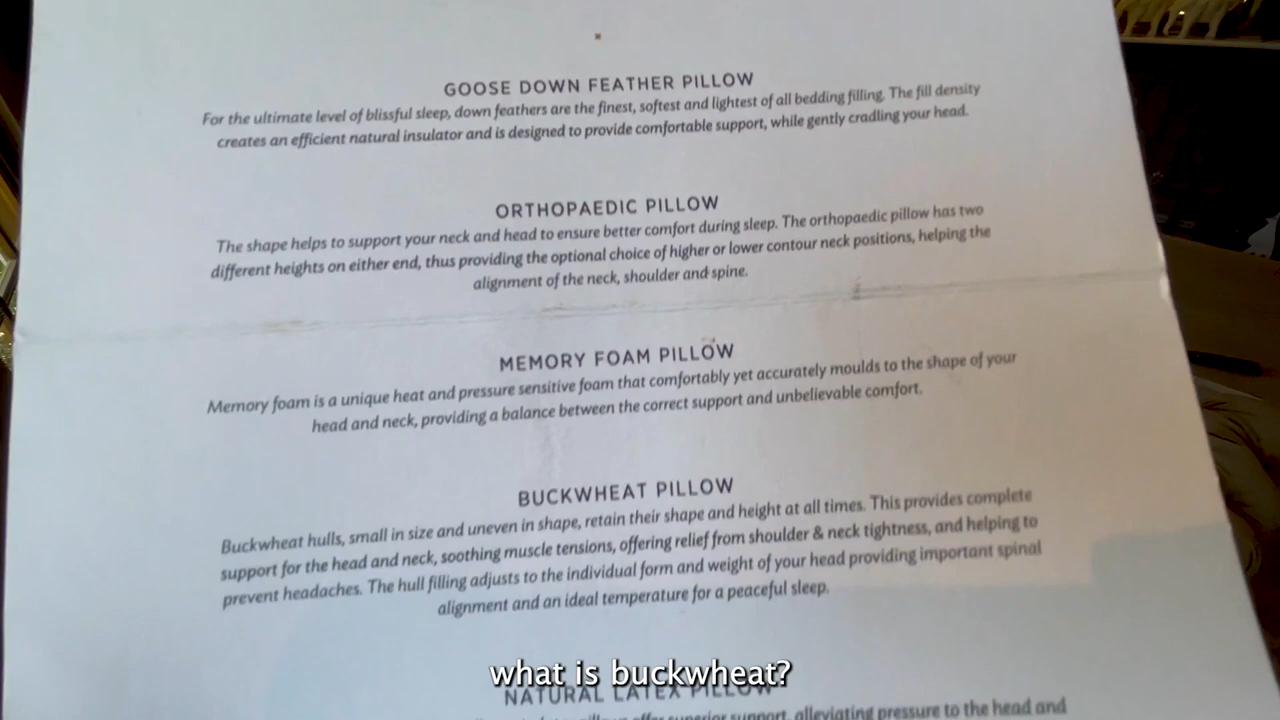 GOOSE DOWN FEATHER PILLOW
For the ultimate level of blissful sleep, down feathers are the finest, softest and lightest of all bedding filling. The fill density
creates an efficient natural insulator and is designed to provide comfortable support, while gently cradling your head.
ORTHOPAEDIC PILLOW
The shape helps to support your neck and head to ensure better comfort during sleep. The orthopaedic pillow has two
different heights on either end, thus providing the optional choice of higher or lower contour neck positions, helping the
alignment of the neck, shoulder and spine.
MEMORY FOAM PILLOW
Memory foam is a unique heat and pressure sensitive foam that comfortably yet accurately moulds to the shape of your
head and neck, providing a balance between the correct support and unbelievable comfort.
BUCKWHEAT PILLOW
Buckwheat hulls, small in size and uneven in shape, retain their shape and height at all times. This provides complete
support for the head and neck, soothing muscle tensions, offering relief from shoulder & neck tightness, and helping to
prevent headaches. The hull filling adjusts to the individual form and weight of your head providing important spinal
alignment and an ideal temperature for a peaceful sleep.
what is buckwheat?
NATURAL LATEX PILLOW
offer superior support, alleviating pressure to the head and